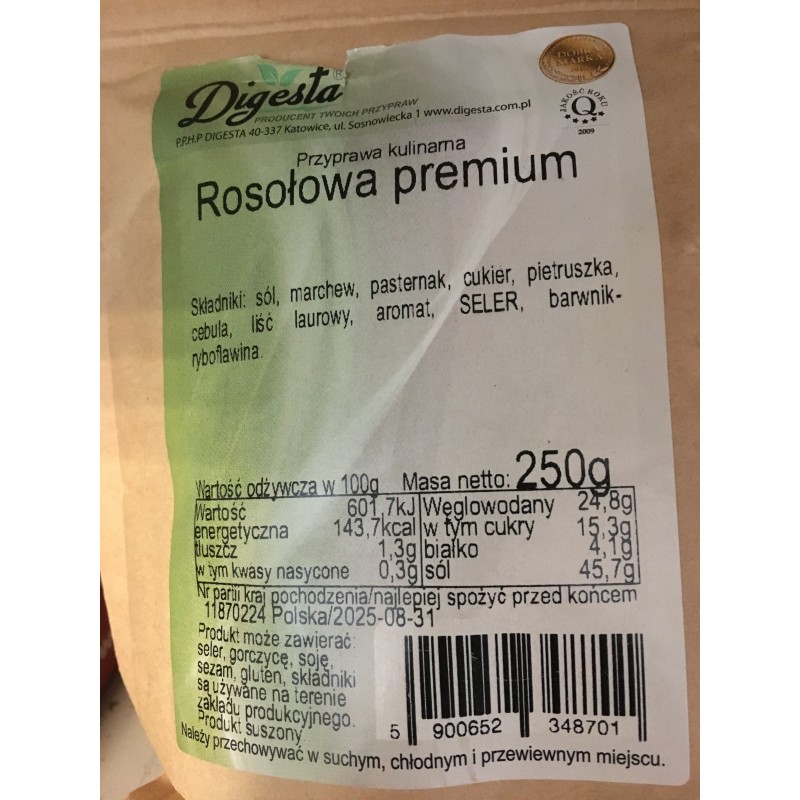 Digesta ®
PRODUCENT TWOICH PRZYPRAW
P.P.H.P DIGESTA 40-337 Katowice, ul. Sosnowiecka 1 www.digesta.com.pl
DOBRA
MARKA
JAKOŚĆ ROKU
Q
2009
Przyprawa kulinarna
Rosołowa premium
Składniki: sól, marchew, pasternak, cukier, pietruszka,
cebula, liść laurowy, aromat, SELER, barwnik-
ryboflawina.
Wartość odżywcza w 100g Masa netto: 250g
Wartość 601,7kJ Węglowodany 24,8g
energetyczna 143,7kcal w tym cukry 15,3g
tłuszcz 1,3g białko 4,1g
w tym kwasy nasycone 0,3g sól 45,7g
Nr partii kraj pochodzenia/najlepiej spożyć przed końcem
11870224 Polska/2025-08-31
Produkt może zawierać:
seler, gorczycę, soję,
sezam, gluten, składniki
są używane na terenie
zakładu produkcyjnego.
Produkt suszony.
5 900652 348701
Należy przechowywać w suchym, chłodnym i przewiewnym miejscu.